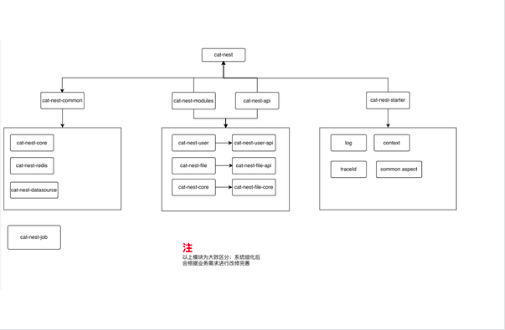 cat-nest
cat-nest-common
cat-nest-modules
cat-nest-api
cat-nest-starter
cat-nest-core
cat-nest-redis
cat-nest-datasource
cat-nest-user
cat-nest-user-api
cat-nest-file
cat-nest-file-api
cat-nest-core
cat-nest-file-core
log
context
traceId
common aspect
cat-nest-job
注
以上模块为大致区分，系统细化后
会根据业务需求进行改修完善